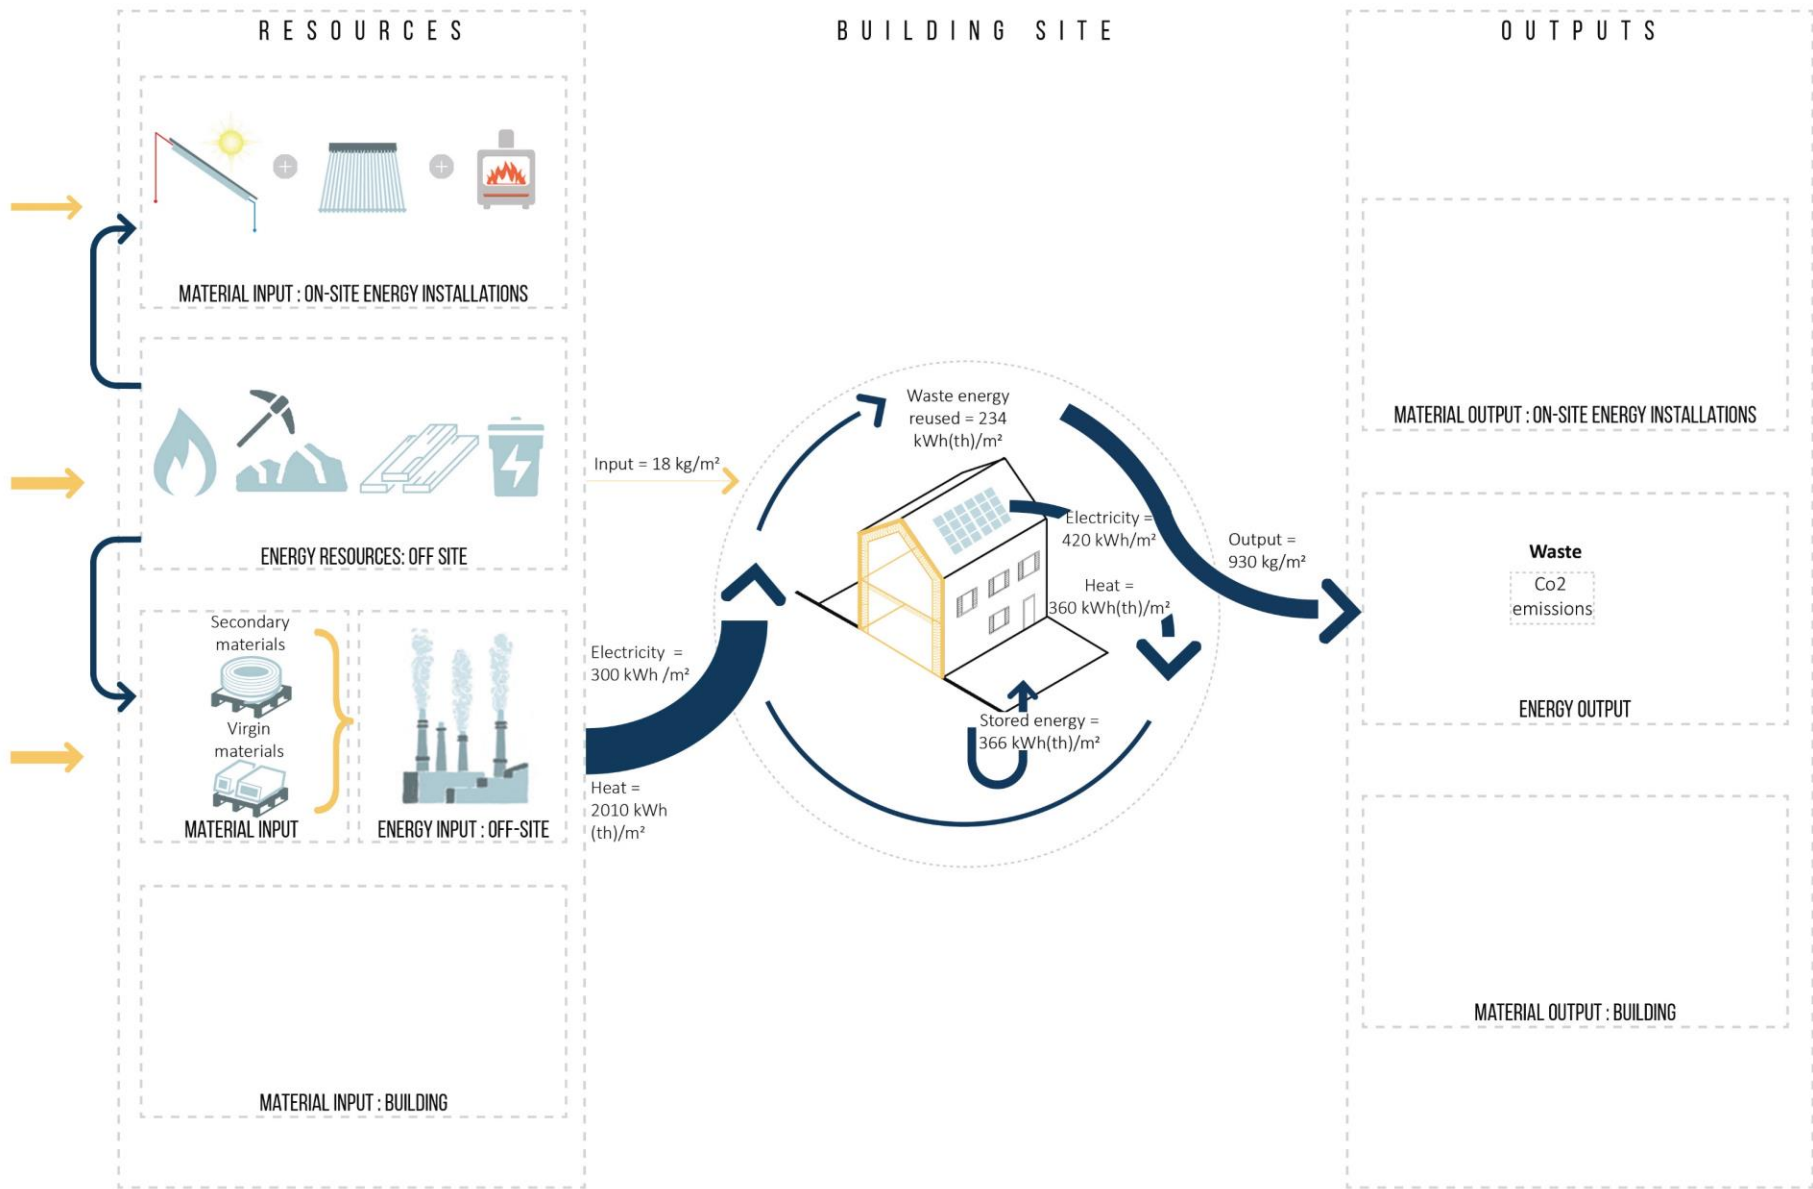 RESOURCES
BUILDING SITE
OUTPUTS
MATERIAL INPUT : ON-SITE ENERGY INSTALLATIONS
ENERGY RESOURCES: OFF SITE
Secondary
materials
Virgin
materials
MATERIAL INPUT
ENERGY INPUT : OFF-SITE
MATERIAL INPUT : BUILDING
Input = 18 kg/m²
Electricity =
300 kWh /m²
Heat =
2010 kWh
(th)/m²
Waste energy
reused = 234
kWh(th)/m²
Electricity =
420 kWh/m²
Heat =
360 kWh(th)/m²
Stored energy =
366 kWh(th)/m²
Output =
930 kg/m²
MATERIAL OUTPUT : ON-SITE ENERGY INSTALLATIONS
Waste
Co2
emissions
ENERGY OUTPUT
MATERIAL OUTPUT : BUILDING